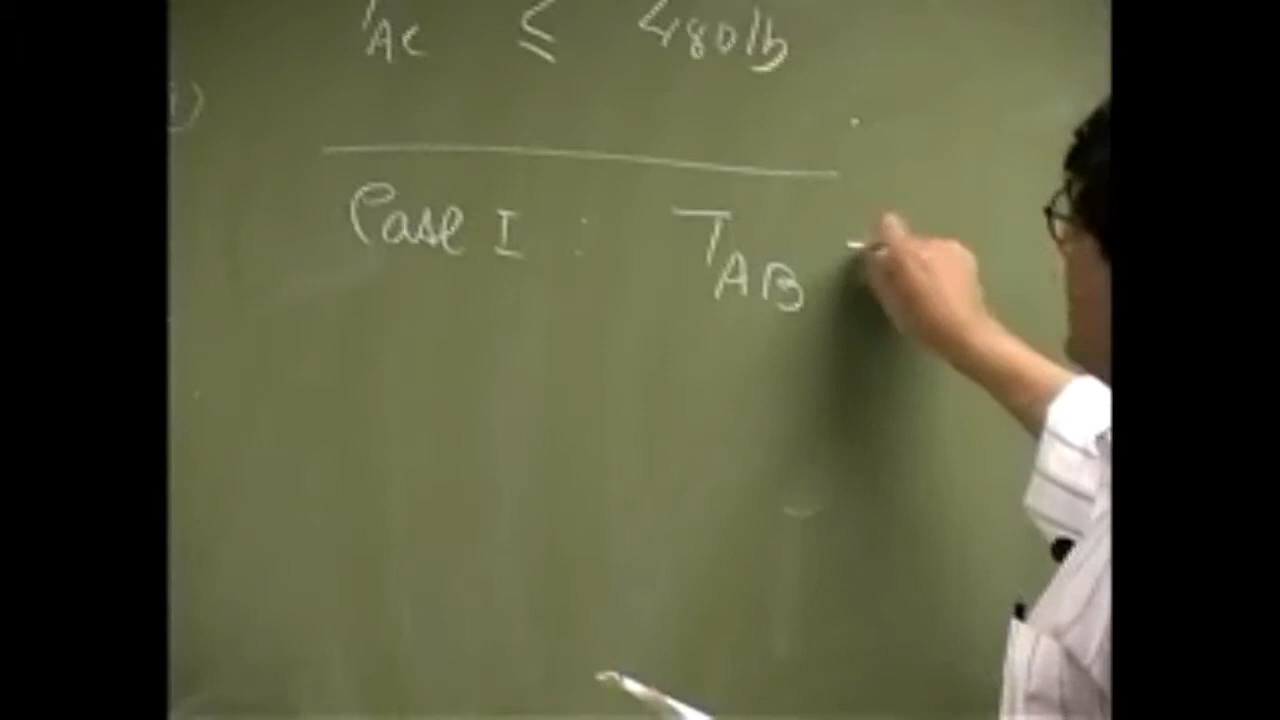 TAC ≤ 480lb
Case I : TAB